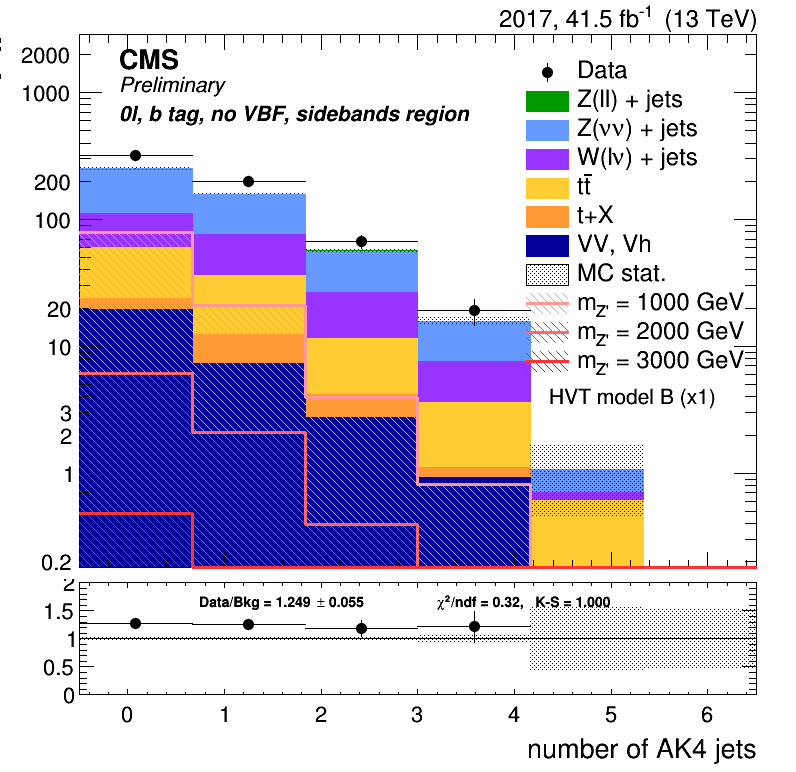 2017, 41.5 fb⁻¹ (13 TeV)
CMS
Preliminary
0l, b tag, no VBF, sidebands region
Data
Z(ll) + jets
Z(νν) + jets
W(lν) + jets
tt̄
t+X
VV, Vh
MC stat.
m_Z' = 1000 GeV
m_Z' = 2000 GeV
m_Z' = 3000 GeV
HVT model B (x1)
2000
1000
200
100
20
10
3
2
1
0.2
Data/Bkg = 1.249 ± 0.055
χ²/ndf = 0.32, K-S = 1.000
2
1.5
1
0.5
0
0 1 2 3 4 5 6
number of AK4 jets